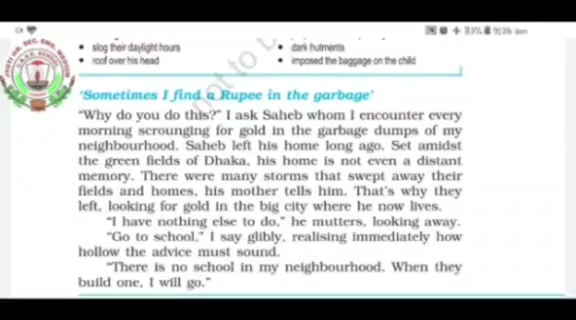 83% 9:26 am
• slog their daylight hours
• dark hutments
• roof over his head
• imposed the baggage on the child
not to b
'Sometimes I find a Rupee in the garbage'
"Why do you do this?" I ask Saheb whom I encounter every
morning scrounging for gold in the garbage dumps of my
neighbourhood. Saheb left his home long ago. Set amidst
the green fields of Dhaka, his home is not even a distant
memory. There were many storms that swept away their
fields and homes, his mother tells him. That's why they
left, looking for gold in the big city where he now lives.
"I have nothing else to do," he mutters, looking away.
"Go to school," I say glibly, realising immediately how
hollow the advice must sound.
"There is no school in my neighbourhood. When they
build one, I will go."